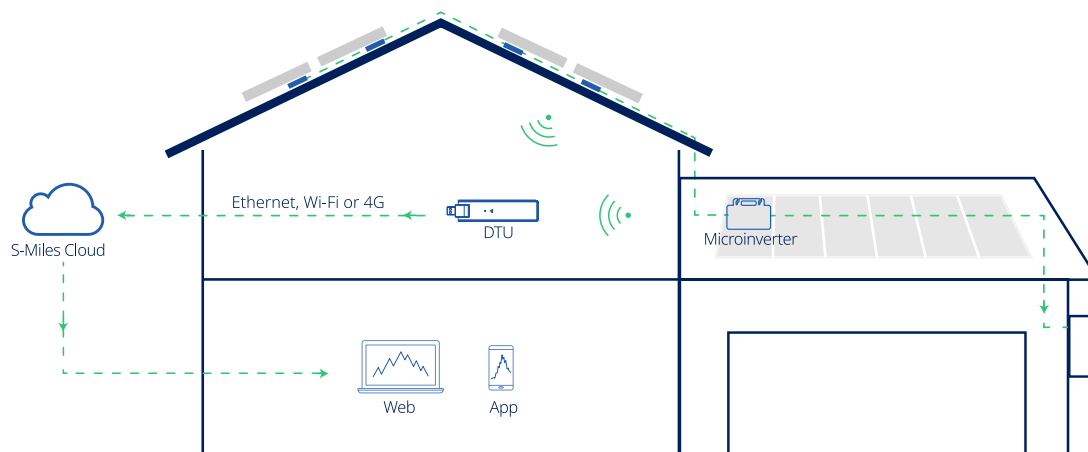 Ethernet, Wi-Fi or 4G
DTU
Microinverter
S-Miles Cloud
Web
App